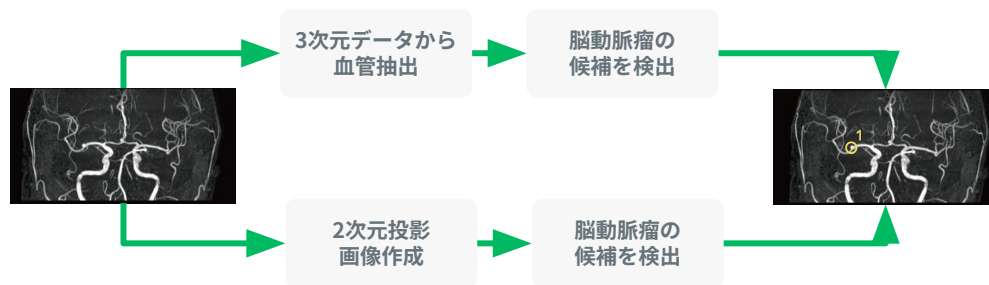 3次元データから
血管抽出
脳動脈瘤の
候補を検出
1
2次元投影
画像作成
脳動脈瘤の
候補を検出